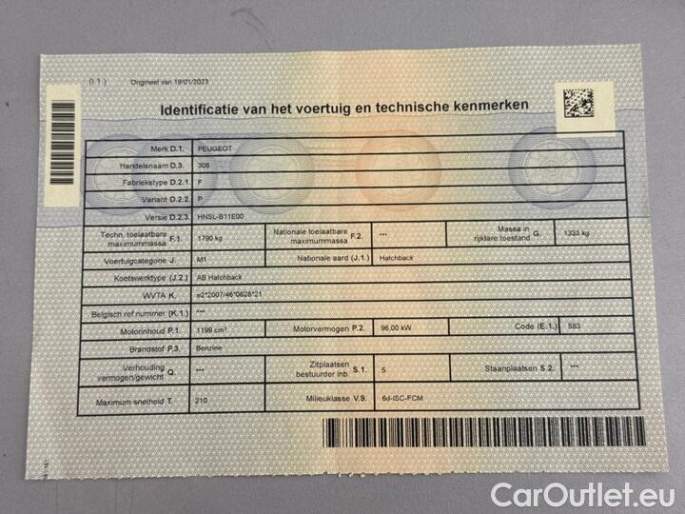 (I 1.) Origineel van 19/01/2023
Identificatie van het voertuig en technische kenmerken
Merk D.1. PEUGEOT
Handelsnaam D.3. 308
Fabriekstype D.2.1 F
Variant D.2.2 P
Versie D.2.3 HNSL-B11E00
Techn. toelaatbare maximummassa F.1. 1790 kg Nationale toelaatbare maximummassa F.2. *** Massa in rijklare toestand G. 1333 kg
Voertuigcategorie J. M1 Nationale aard (J.1.) Hatchback
Koetswerktype (J.2.) AB Hatchback
WVTA K. e2*2007/46*0628*21
Belgisch ref nummer (K.1.) ***
Motorinhoud P.1. 1199 cm³ Motorvermogen P.2. 96,00 kW Code (E.1.) 583
Brandstof P.3. Benzine
Verhouding vermogen/gewicht Q. *** Zitplaatsen bestuurder inb. S.1. 5 Staanplaatsen S.2. ***
Maximum snelheid T. 210 Milieuklasse V.9. 6d-ISC-FCM
CarOutlet.eu